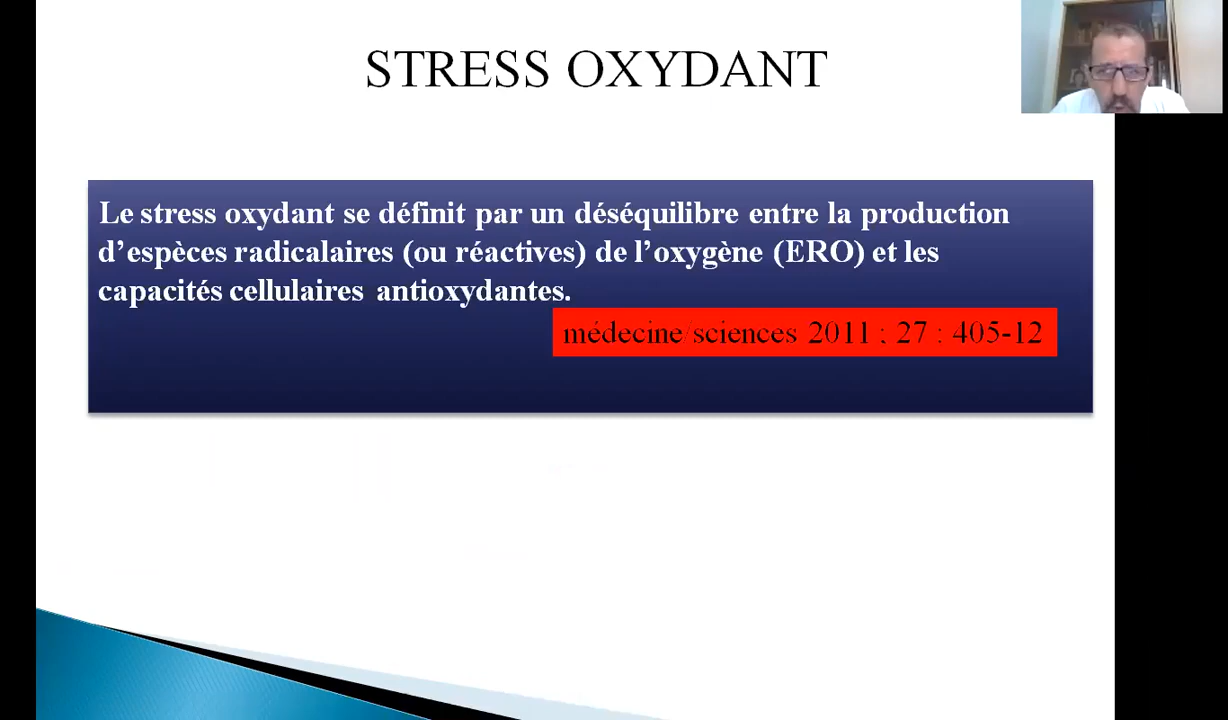 STRESS OXYDANT
Le stress oxydant se définit par un déséquilibre entre la production
d’espèces radicalaires (ou réactives) de l’oxygène (ERO) et les
capacités cellulaires antioxydantes.
médecine/sciences 2011 ; 27 : 405-12